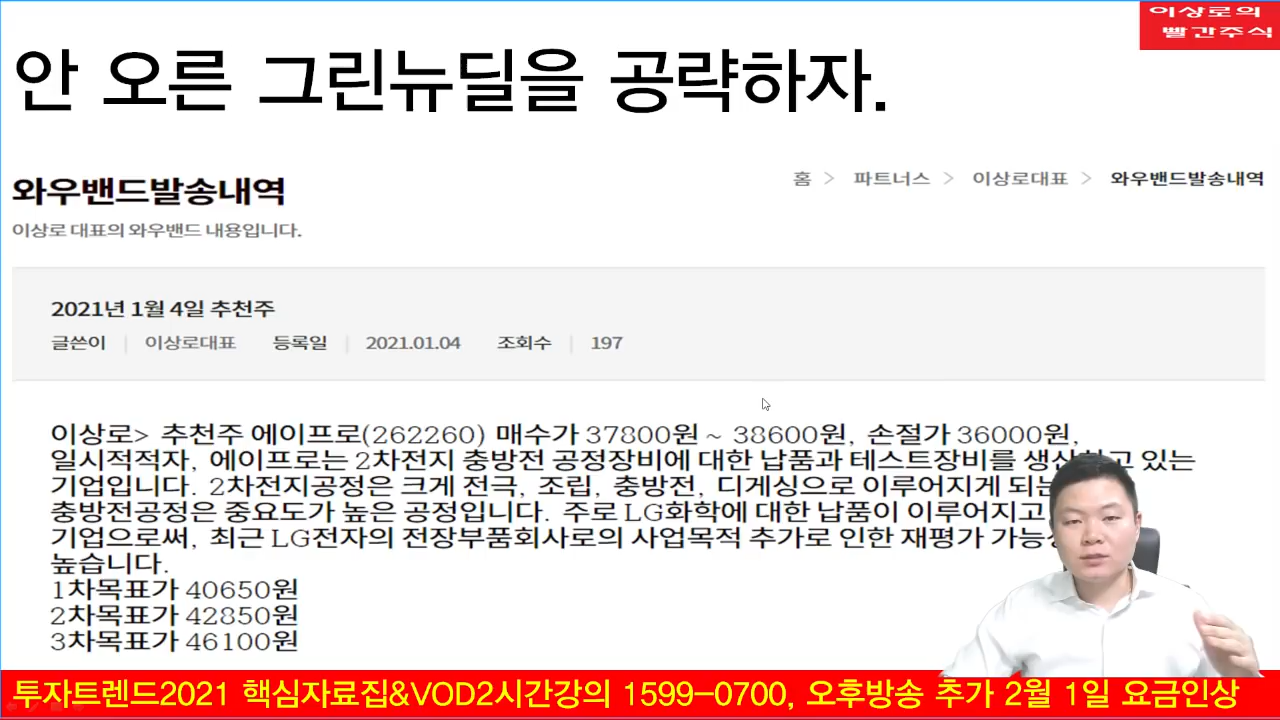 이상로의
빨간주식
안 오른 그린뉴딜을 공략하자.
와우밴드발송내역
홈 > 파트너스 > 이상로대표 > 와우밴드발송내역
이상로 대표의 와우밴드 내용입니다.
2021년 1월 4일 추천주
글쓴이 | 이상로대표 등록일 | 2021.01.04 조회수 | 197
이상로> 추천주 에이프로(262260) 매수가 37800원 ~ 38600원, 손절가 36000원,
일시적적자, 에이프로는 2차전지 충방전 공정장비에 대한 납품과 테스트장비를 생산하고 있는
기업입니다. 2차전지공정은 크게 전극, 조립, 충방전, 디게싱으로 이루어지게 되는
충방전공정은 중요도가 높은 공정입니다. 주로 LG화학에 대한 납품이 이루어지고
기업으로써, 최근 LG전자의 전장부품회사로의 사업목적 추가로 인한 재평가
높습니다.
1차목표가 40650원
2차목표가 42850원
3차목표가 46100원
투자트렌드2021 핵심자료집&VOD2시간강의 1599-0700, 오후방송 추가 2월 1일 요금인상